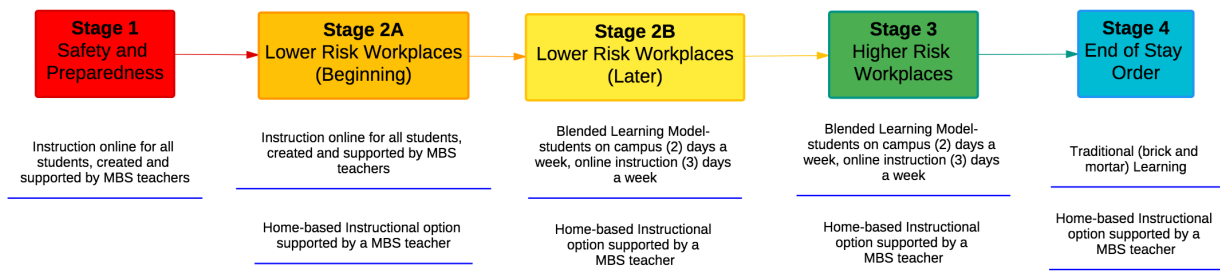 Stage 1
Safety and
Preparedness
Stage 2A
Lower Risk Workplaces
(Beginning)
Stage 2B
Lower Risk Workplaces
(Later)
Stage 3
Higher Risk
Workplaces
Stage 4
End of Stay
Order
Instruction online for all
students, created and
supported by MBS teachers
Instruction online for all students,
created and supported by MBS
teachers
Blended Learning Model-
students on campus (2) days a
week, online instruction (3) days
a week
Blended Learning Model-
students on campus (2) days a
week, online instruction (3) days
a week
Traditional (brick and
mortar) Learning
Home-based Instructional option
supported by a MBS teacher
Home-based Instructional
option supported by a
MBS teacher
Home-based Instructional
option supported by a
MBS teacher
Home-based Instructional
option supported by a
MBS teacher